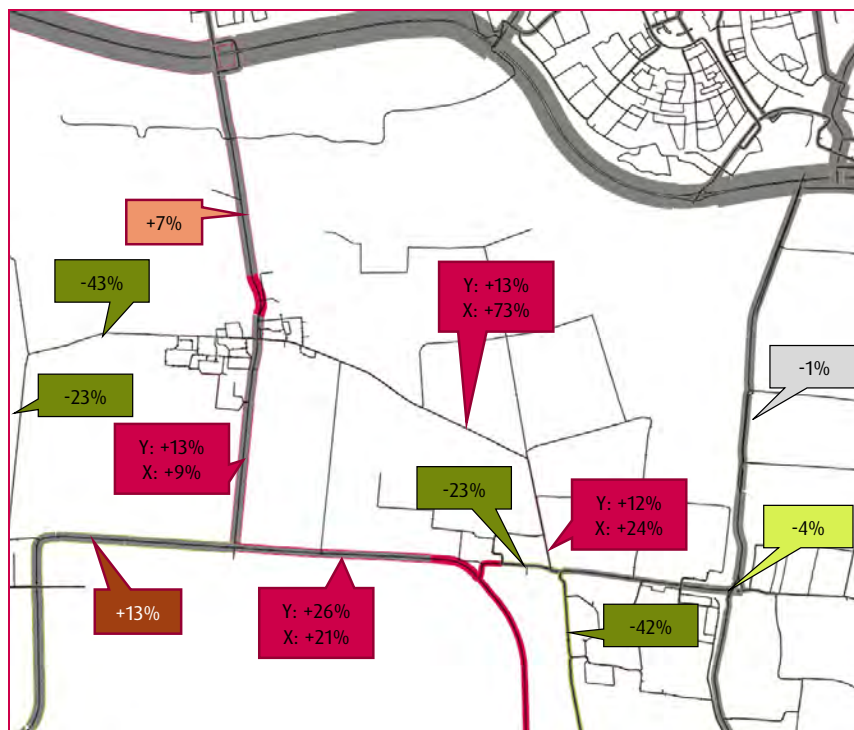 +7%
-43%
Y: +13%
X: +73%
-1%
-23%
Y: +13%
X: +9%
-23%
Y: +12%
X: +24%
-4%
+13%
Y: +26%
X: +21%
-42%